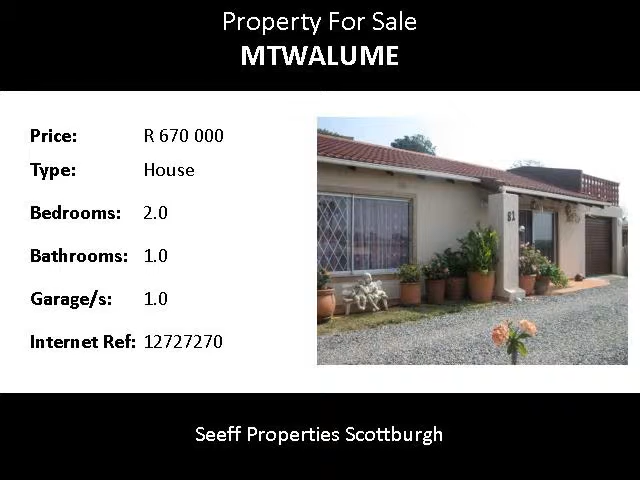 Property For Sale
MTWALUME
Price: R 670 000
Type: House
Bedrooms: 2.0
Bathrooms: 1.0
Garage/s: 1.0
Internet Ref: 12727270
81
Seeff Properties Scottburgh